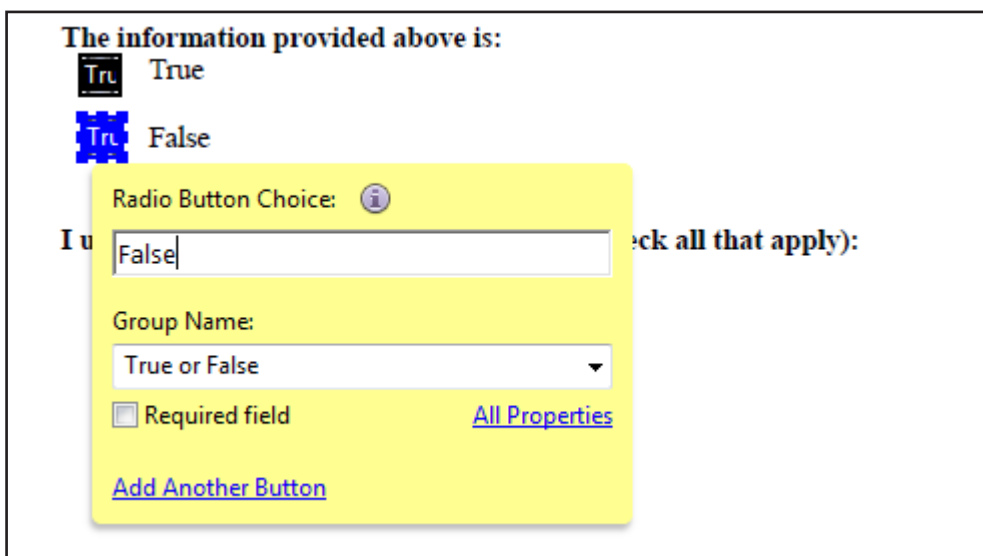 The information provided above is:
Tru True
Tru False
Radio Button Choice:
I u eck all that apply):
False
Group Name:
True or False
Required field All Properties
Add Another Button